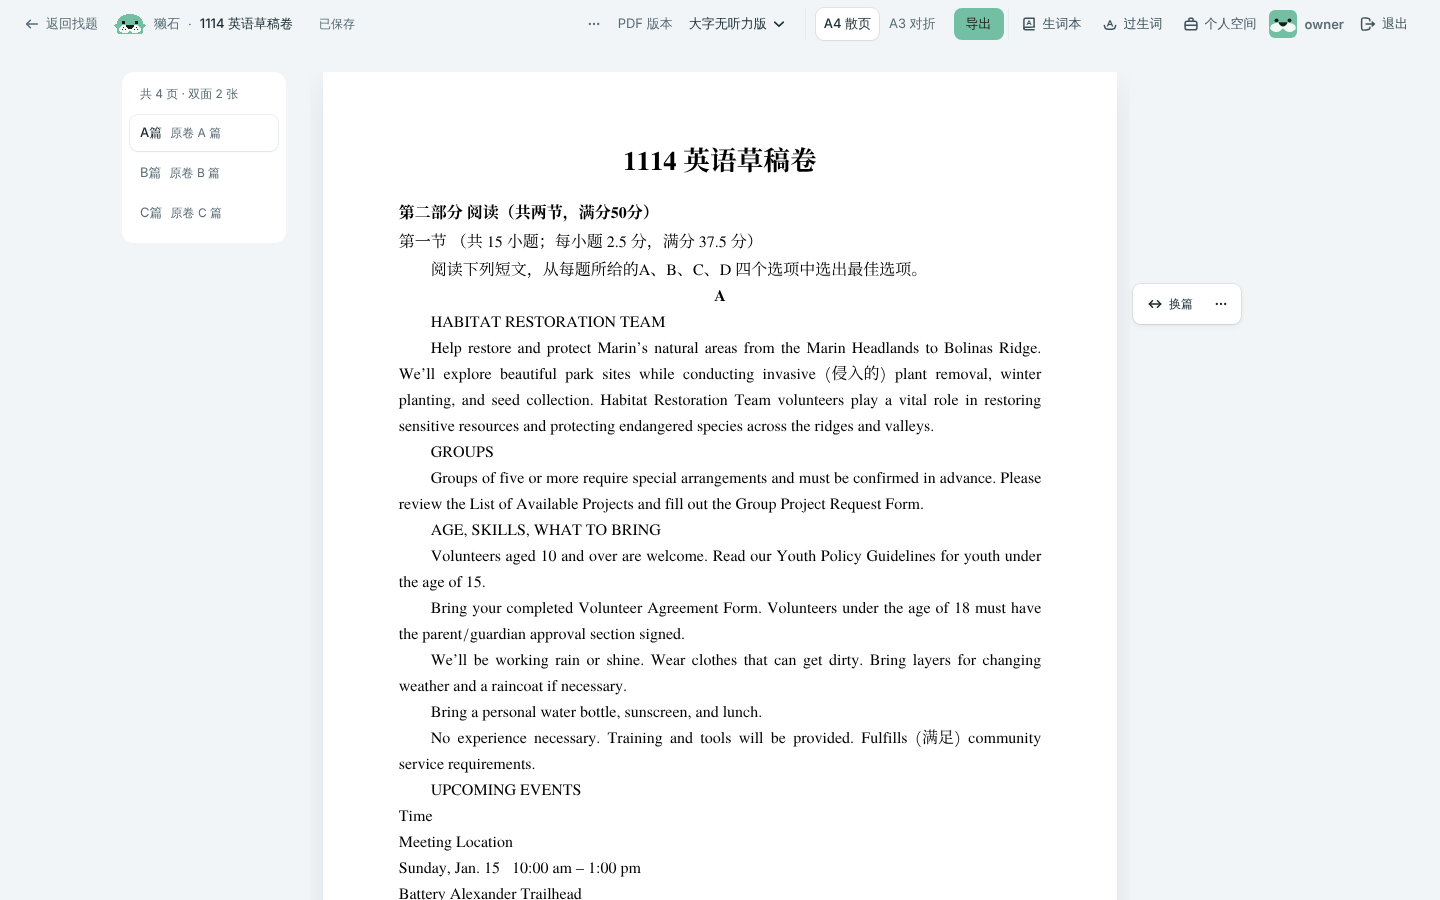 返回找题
獭石 · 1114 英语草稿卷
已保存
PDF 版本
大字无听力版
A4 散页
A3 对折
导出
生词本
过生词
个人空间
owner
退出
共 4 页 · 双面 2 张
A篇 原卷 A 篇
B篇 原卷 B 篇
C篇 原卷 C 篇
1114 英语草稿卷
第二部分 阅读（共两节，满分50分）
第一节 （共 15 小题；每小题 2.5 分，满分 37.5 分）
阅读下列短文，从每题所给的A、B、C、D 四个选项中选出最佳选项。
A
HABITAT RESTORATION TEAM
Help restore and protect Marin’s natural areas from the Marin Headlands to Bolinas Ridge.
We’ll explore beautiful park sites while conducting invasive (侵入的) plant removal, winter
planting, and seed collection. Habitat Restoration Team volunteers play a vital role in restoring
sensitive resources and protecting endangered species across the ridges and valleys.
GROUPS
Groups of five or more require special arrangements and must be confirmed in advance. Please
review the List of Available Projects and fill out the Group Project Request Form.
AGE, SKILLS, WHAT TO BRING
Volunteers aged 10 and over are welcome. Read our Youth Policy Guidelines for youth under
the age of 15.
Bring your completed Volunteer Agreement Form. Volunteers under the age of 18 must have
the parent/guardian approval section signed.
We’ll be working rain or shine. Wear clothes that can get dirty. Bring layers for changing
weather and a raincoat if necessary.
Bring a personal water bottle, sunscreen, and lunch.
No experience necessary. Training and tools will be provided. Fulfills (满足) community
service requirements.
UPCOMING EVENTS
Time
Meeting Location
Sunday, Jan. 15 10:00 am – 1:00 pm
Battery Alexander Trailhead
换篇